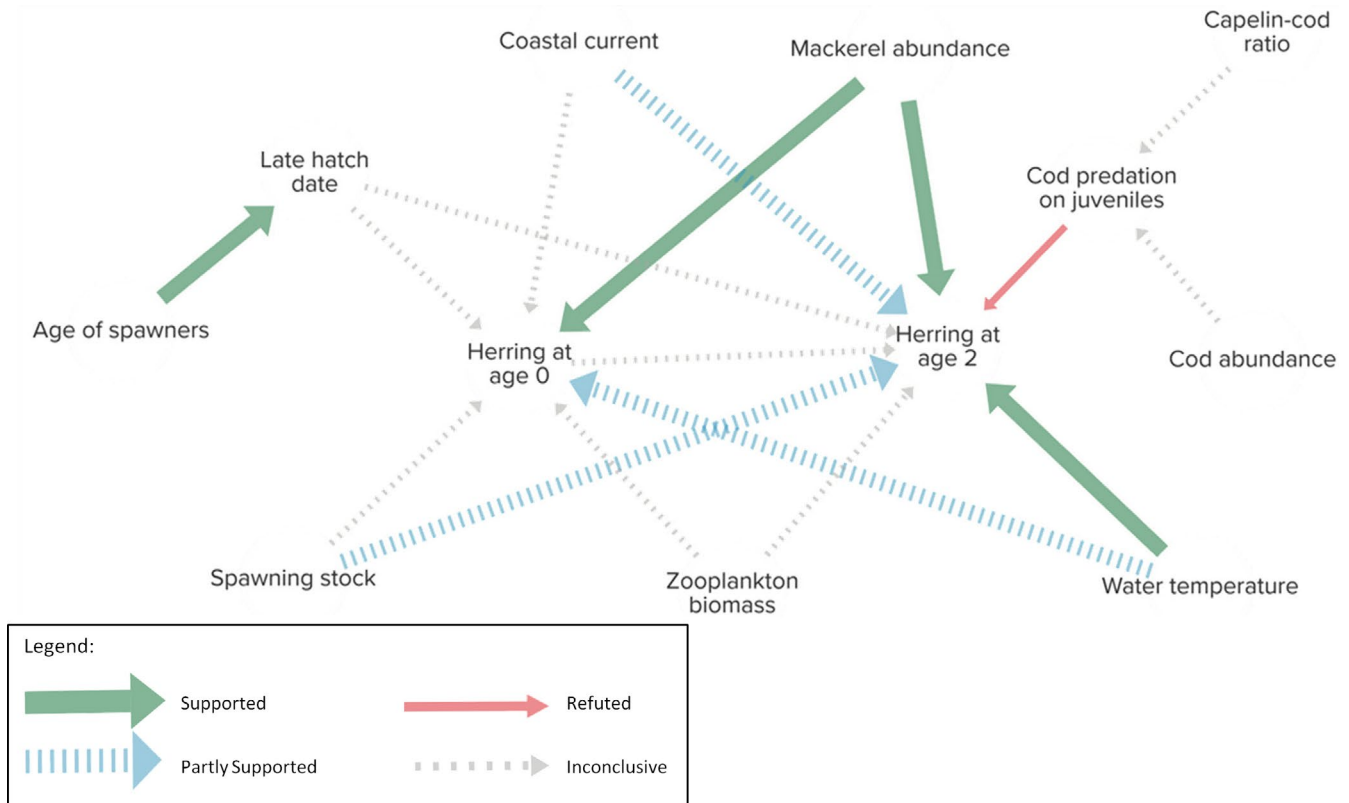 Coastal current
Mackerel abundance
Capelin-cod
ratio
Late hatch
date
Cod predation
on juveniles
Age of spawners
Herring at
age 0
Herring at
age 2
Cod abundance
Spawning stock
Zooplankton
biomass
Water temperature
Legend:
Supported
Refuted
Partly Supported
Inconclusive